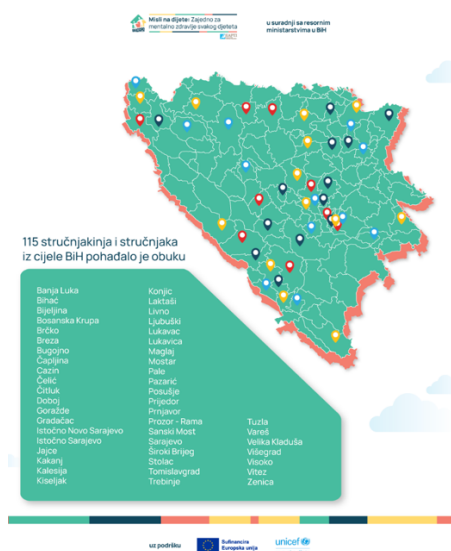 Misli na dijete: Zajedno za
mentalno zdravlje svakog djeteta
u suradnji sa resornim
ministarstvima u BiH
115 stručnjakinja i stručnjaka
iz cijele BiH pohađalo je obuku
Banja Luka
Bihać
Bijeljina
Bosanska Krupa
Brčko
Breza
Bugojno
Čapljina
Cazin
Čelić
Čitluk
Doboj
Goražde
Gradačac
Istočno Novo Sarajevo
Istočno Sarajevo
Jajce
Kakanj
Kalesija
Kiseljak
Konjic
Laktaši
Livno
Ljubuški
Lukavac
Lukavica
Maglaj
Mostar
Pale
Pazarić
Posušje
Prijedor
Prnjavor
Prozor - Rama
Sanski Most
Sarajevo
Široki Brijeg
Stolac
Tomislavgrad
Trebinje
Tuzla
Vareš
Velika Kladuša
Višegrad
Visoko
Vitez
Zenica
uz podršku
Sufinancira
Europska unija
unicef